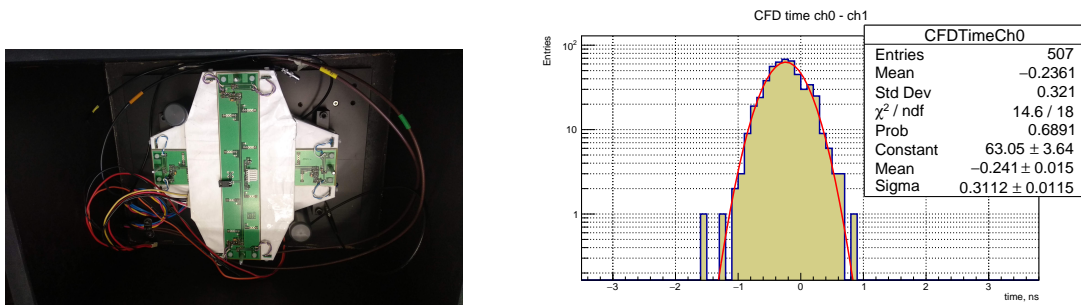 CFD time ch0 - ch1
Entries
CFDTimeCh0
Entries 507
Mean −0.2361
Std Dev 0.321
χ² / ndf 14.6 / 18
Prob 0.6891
Constant 63.05 ± 3.64
Mean −0.241 ± 0.015
Sigma 0.3112 ± 0.0115
10²
10
1
−3 −2 −1 0 1 2 3
time, ns